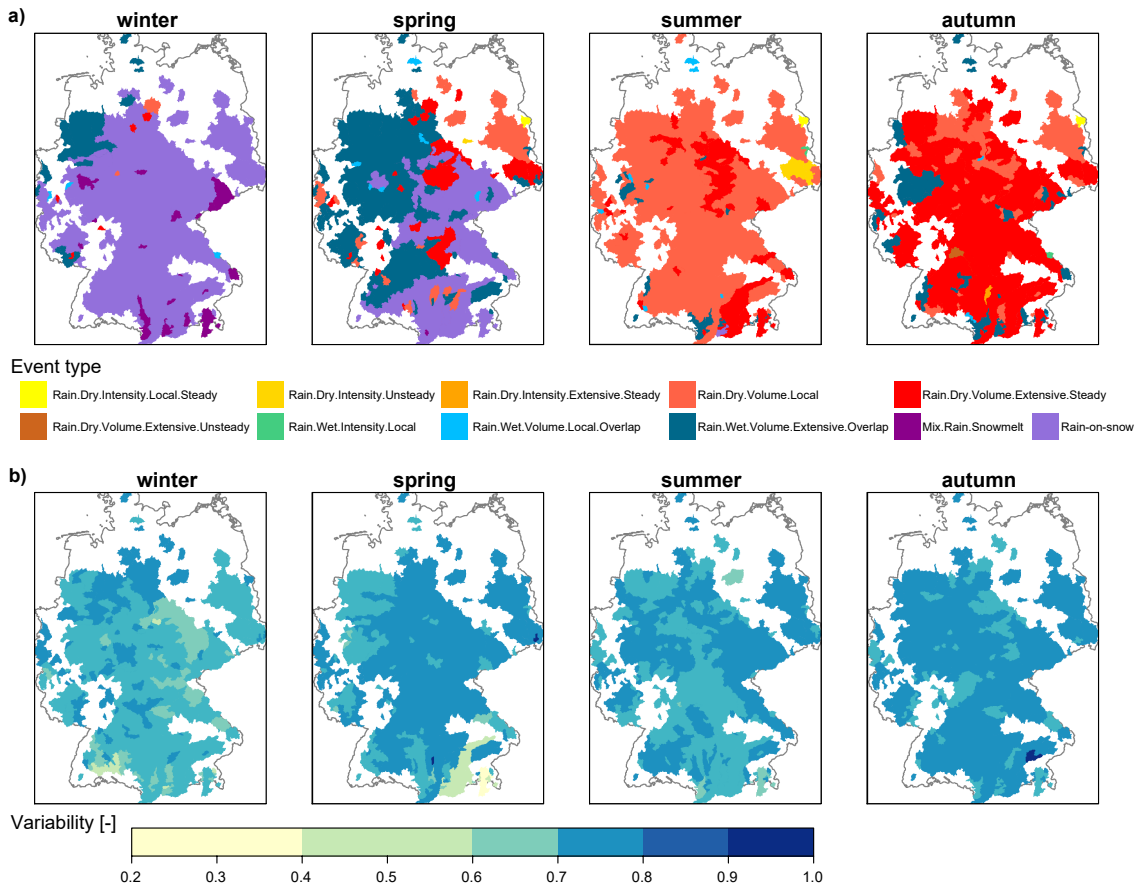 a)
winter spring summer autumn
Event type
Rain.Dry.Intensity.Local.Steady Rain.Dry.Intensity.Unsteady Rain.Dry.Intensity.Extensive.Steady Rain.Dry.Volume.Local Rain.Dry.Volume.Extensive.Steady
Rain.Dry.Volume.Extensive.Unsteady Rain.Wet.Intensity.Local Rain.Wet.Volume.Local.Overlap Rain.Wet.Volume.Extensive.Overlap Mix.Rain.Snowmelt Rain-on-snow
b)
winter spring summer autumn
Variability [-]
0.2 0.3 0.4 0.5 0.6 0.7 0.8 0.9 1.0